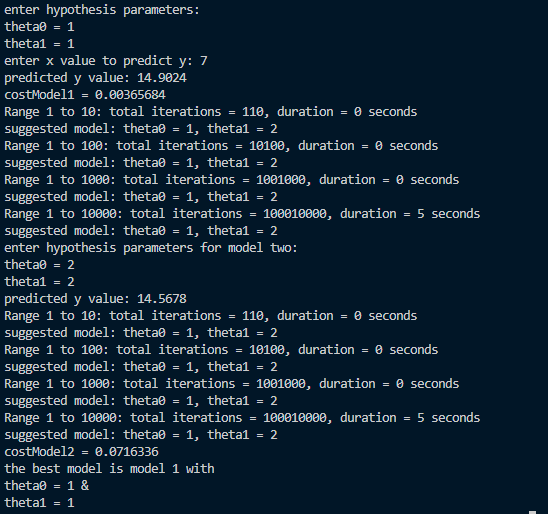 enter hypothesis parameters:
theta0 = 1
theta1 = 1
enter x value to predict y: 7
predicted y value: 14.9024
costModel1 = 0.00365684
Range 1 to 10: total iterations = 110, duration = 0 seconds
suggested model: theta0 = 1, theta1 = 2
Range 1 to 100: total iterations = 10100, duration = 0 seconds
suggested model: theta0 = 1, theta1 = 2
Range 1 to 1000: total iterations = 1001000, duration = 0 seconds
suggested model: theta0 = 1, theta1 = 2
Range 1 to 10000: total iterations = 100010000, duration = 5 seconds
suggested model: theta0 = 1, theta1 = 2
enter hypothesis parameters for model two:
theta0 = 2
theta1 = 2
predicted y value: 14.5678
Range 1 to 10: total iterations = 110, duration = 0 seconds
suggested model: theta0 = 1, theta1 = 2
Range 1 to 100: total iterations = 10100, duration = 0 seconds
suggested model: theta0 = 1, theta1 = 2
Range 1 to 1000: total iterations = 1001000, duration = 0 seconds
suggested model: theta0 = 1, theta1 = 2
Range 1 to 10000: total iterations = 100010000, duration = 5 seconds
suggested model: theta0 = 1, theta1 = 2
costModel2 = 0.0716336
the best model is model 1 with
theta0 = 1 &
theta1 = 1